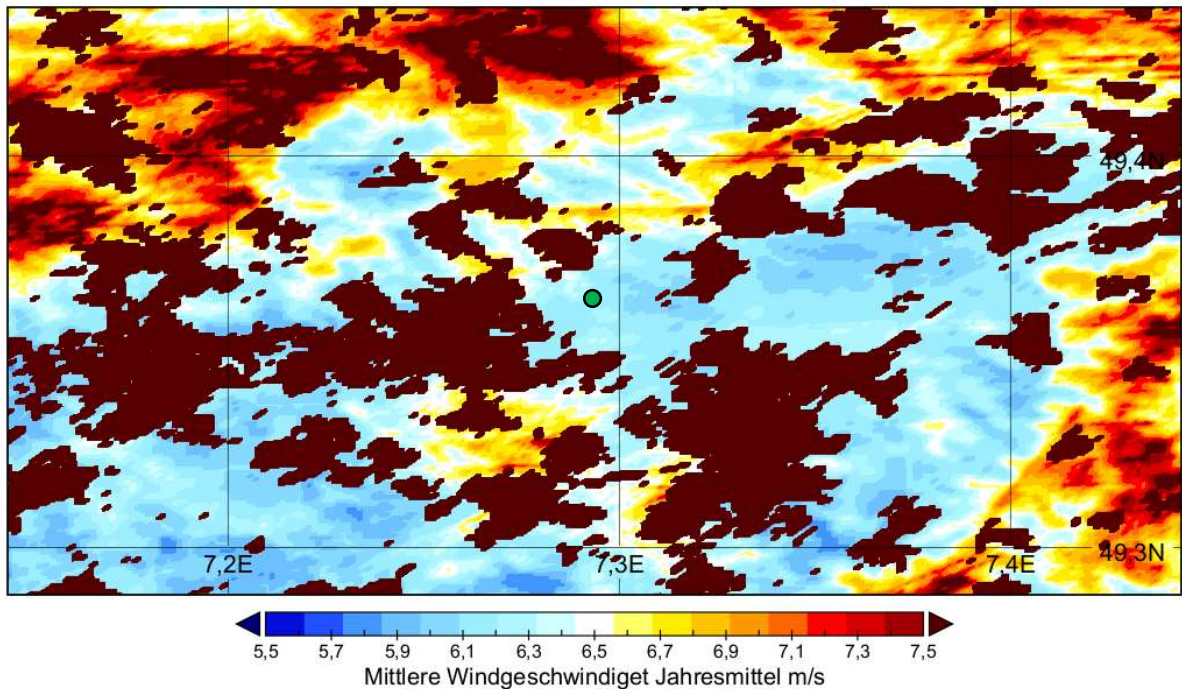 49,4N
7,2E 7,3E 7,4E 49,3N
5,5 5,7 5,9 6,1 6,3 6,5 6,7 6,9 7,1 7,3 7,5
Mittlere Windgeschwindiget Jahresmittel m/s